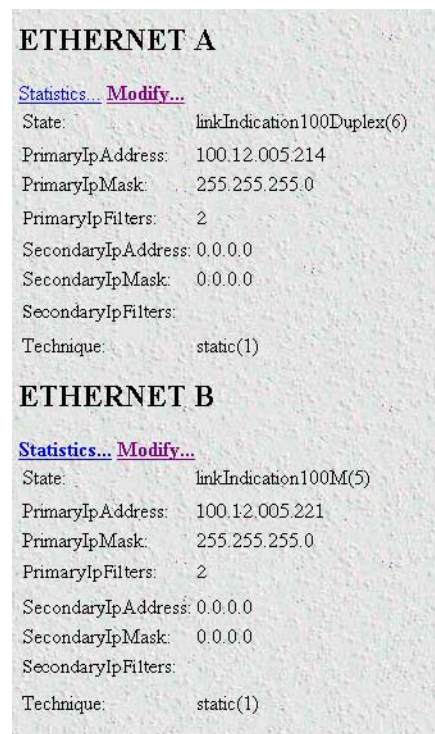 ETHERNET A
Statistics... Modify...
State: linkIndication100Duplex(6)
PrimaryIpAddress: 100.12.005.214
PrimaryIpMask: 255.255.255.0
PrimaryIpFilters: 2
SecondaryIpAddress: 0.0.0.0
SecondaryIpMask: 0.0.0.0
SecondaryIpFilters:
Technique: static(1)
ETHERNET B
Statistics... Modify...
State: linkIndication100M(5)
PrimaryIpAddress: 100.12.005.221
PrimaryIpMask: 255.255.255.0
PrimaryIpFilters: 2
SecondaryIpAddress: 0.0.0.0
SecondaryIpMask: 0.0.0.0
SecondaryIpFilters:
Technique: static(1)